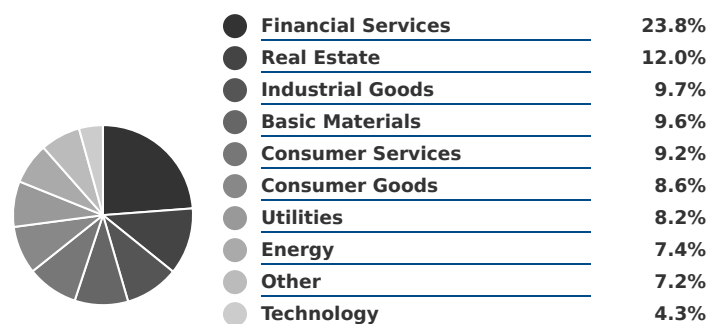 Financial Services 23.8%
Real Estate 12.0%
Industrial Goods 9.7%
Basic Materials 9.6%
Consumer Services 9.2%
Consumer Goods 8.6%
Utilities 8.2%
Energy 7.4%
Other 7.2%
Technology 4.3%